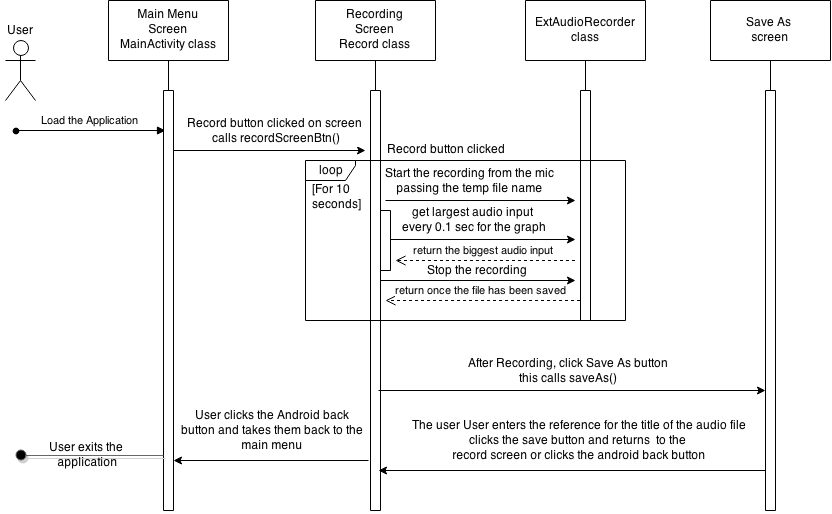 User
Main Menu
Screen
MainActivity class
Recording
Screen
Record class
ExtAudioRecorder
class
Save As
screen
Load the Application
Record button clicked on screen
calls recordScreenBtn()
Record button clicked
loop
[For 10
seconds]
Start the recording from the mic
passing the temp file name
get largest audio input
every 0.1 sec for the graph
return the biggest audio input
Stop the recording
return once the file has been saved
After Recording, click Save As button
this calls saveAs()
User clicks the Android back
button and takes them back to the
main menu
The user User enters the reference for the title of the audio file
clicks the save button and returns to the
record screen or clicks the android back button
User exits the
application